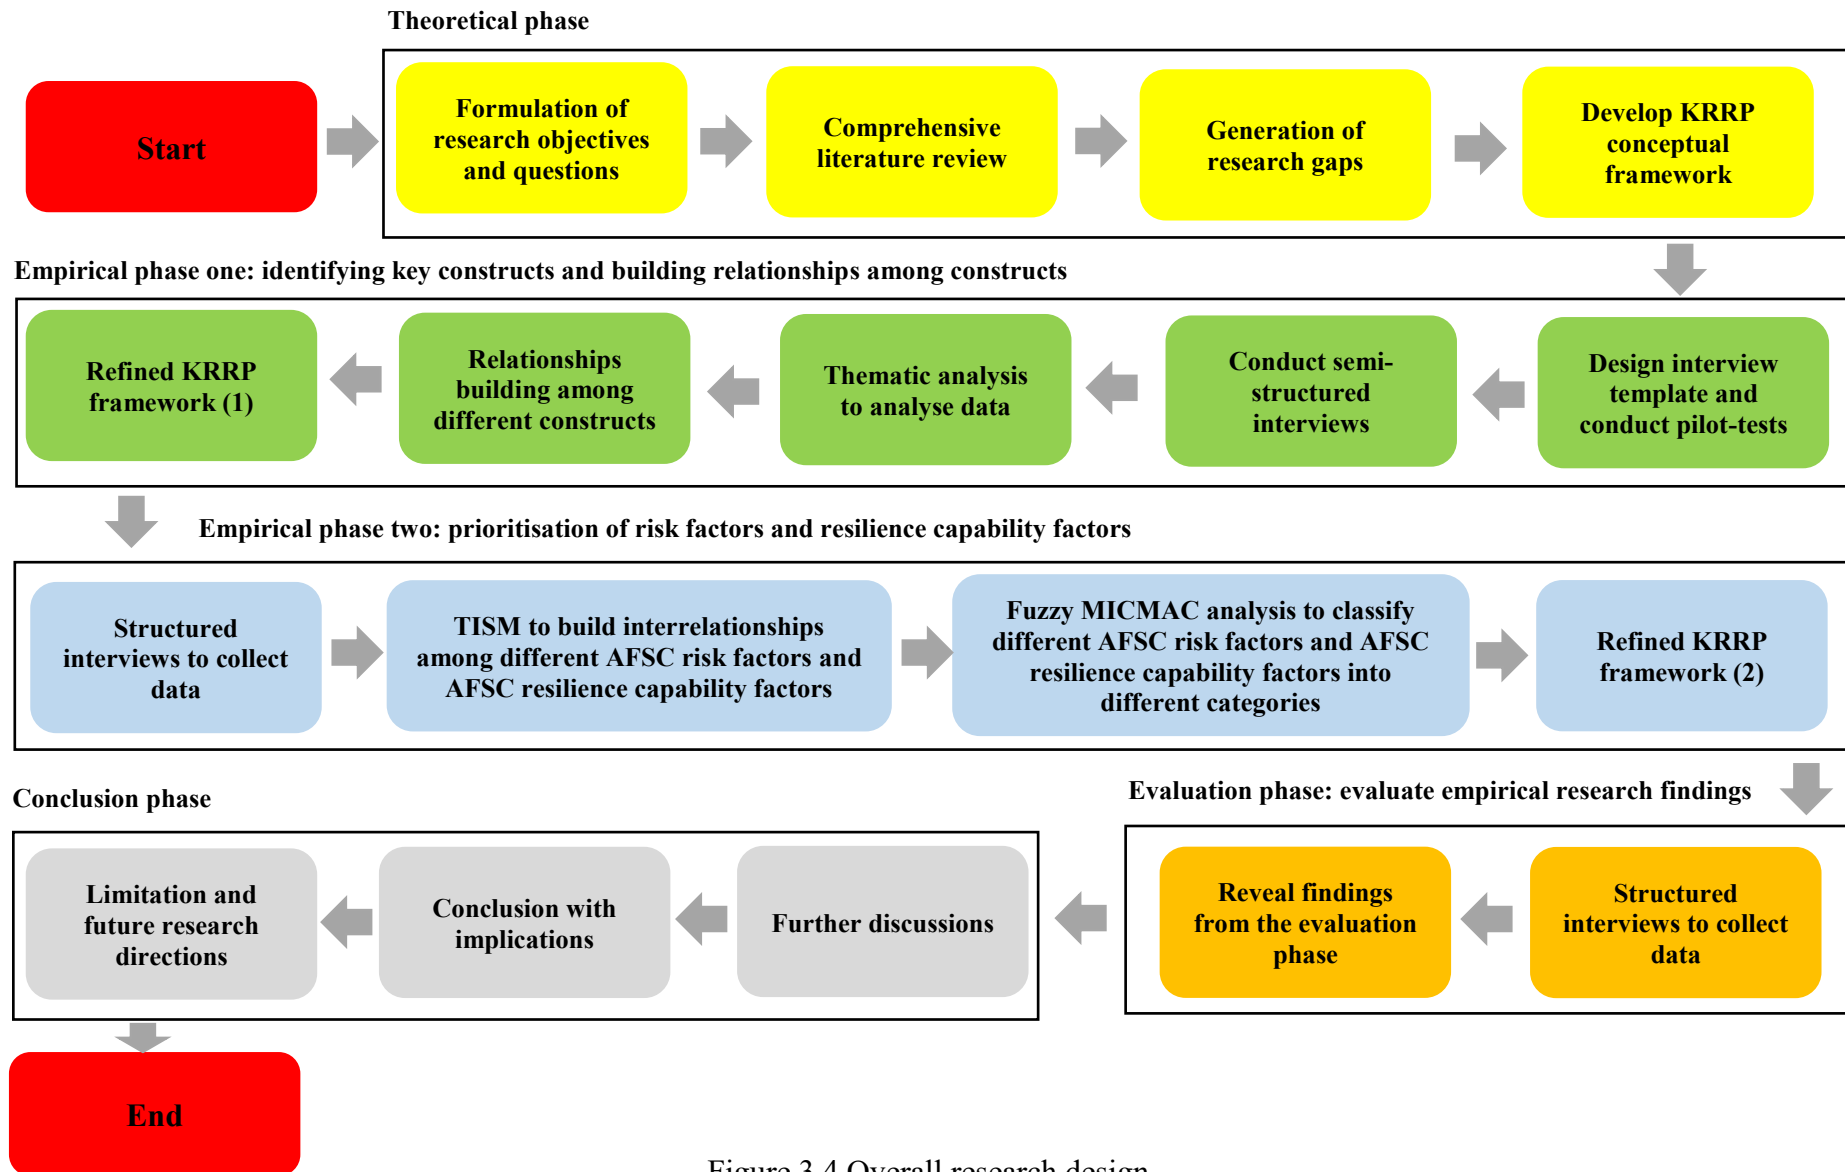 Theoretical phase
Start
Formulation of
research objectives
and questions
Comprehensive
literature review
Generation of
research gaps
Develop KRRP
conceptual
framework
Empirical phase one: identifying key constructs and building relationships among constructs
Refined KRRP
framework (1)
Relationships
building among
different constructs
Thematic analysis
to analyse data
Conduct semi-
structured
interviews
Design interview
template and
conduct pilot-tests
Empirical phase two: prioritisation of risk factors and resilience capability factors
Structured
interviews to collect
data
TISM to build interrelationships
among different AFSC risk factors and
AFSC resilience capability factors
Fuzzy MICMAC analysis to classify
different AFSC risk factors and AFSC
resilience capability factors into
different categories
Refined KRRP
framework (2)
Conclusion phase
Evaluation phase: evaluate empirical research findings
Limitation and
future research
directions
Conclusion with
implications
Further discussions
Reveal findings
from the evaluation
phase
Structured
interviews to collect
data
End
Figure 3.4 Overall research design